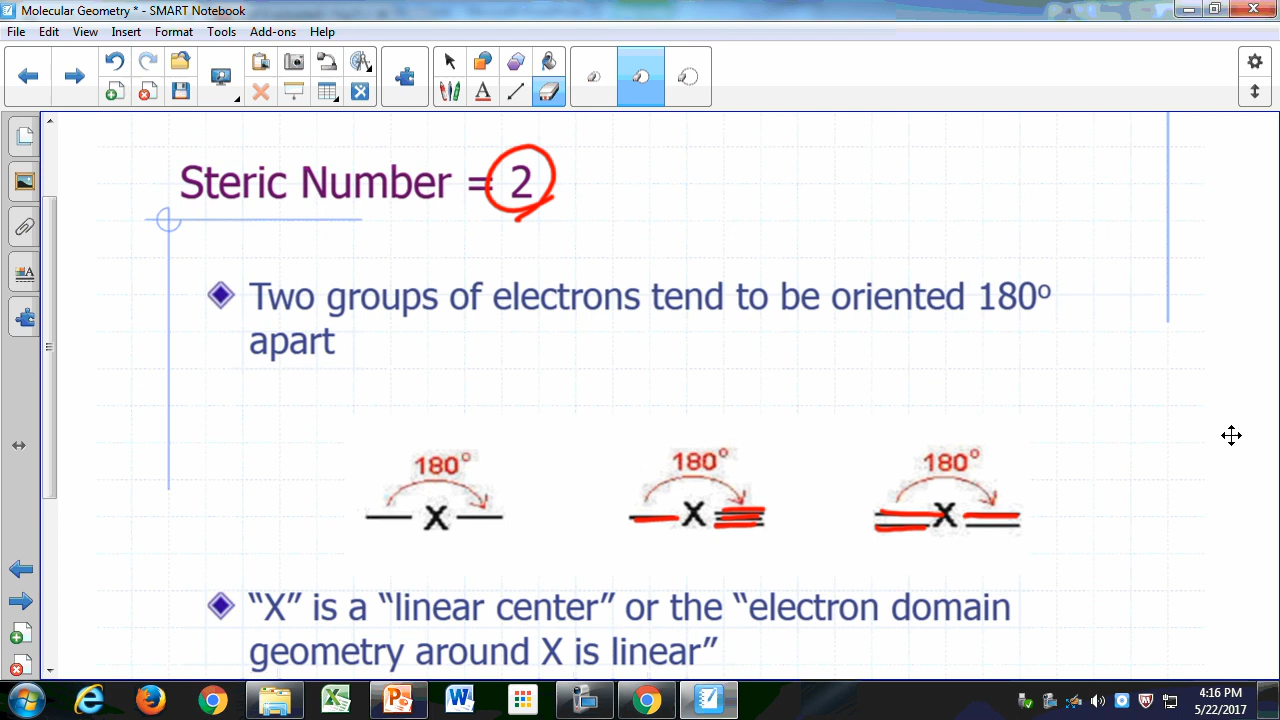 Molecular Geometry * - SMART Notebook
File Edit View Insert Format Tools Add-ons Help
Steric Number = 2
Two groups of electrons tend to be oriented 180º
apart
180° 180° 180°
X X X
“X” is a “linear center” or the “electron domain
geometry around X is linear”
4:16 PM
5/22/2017